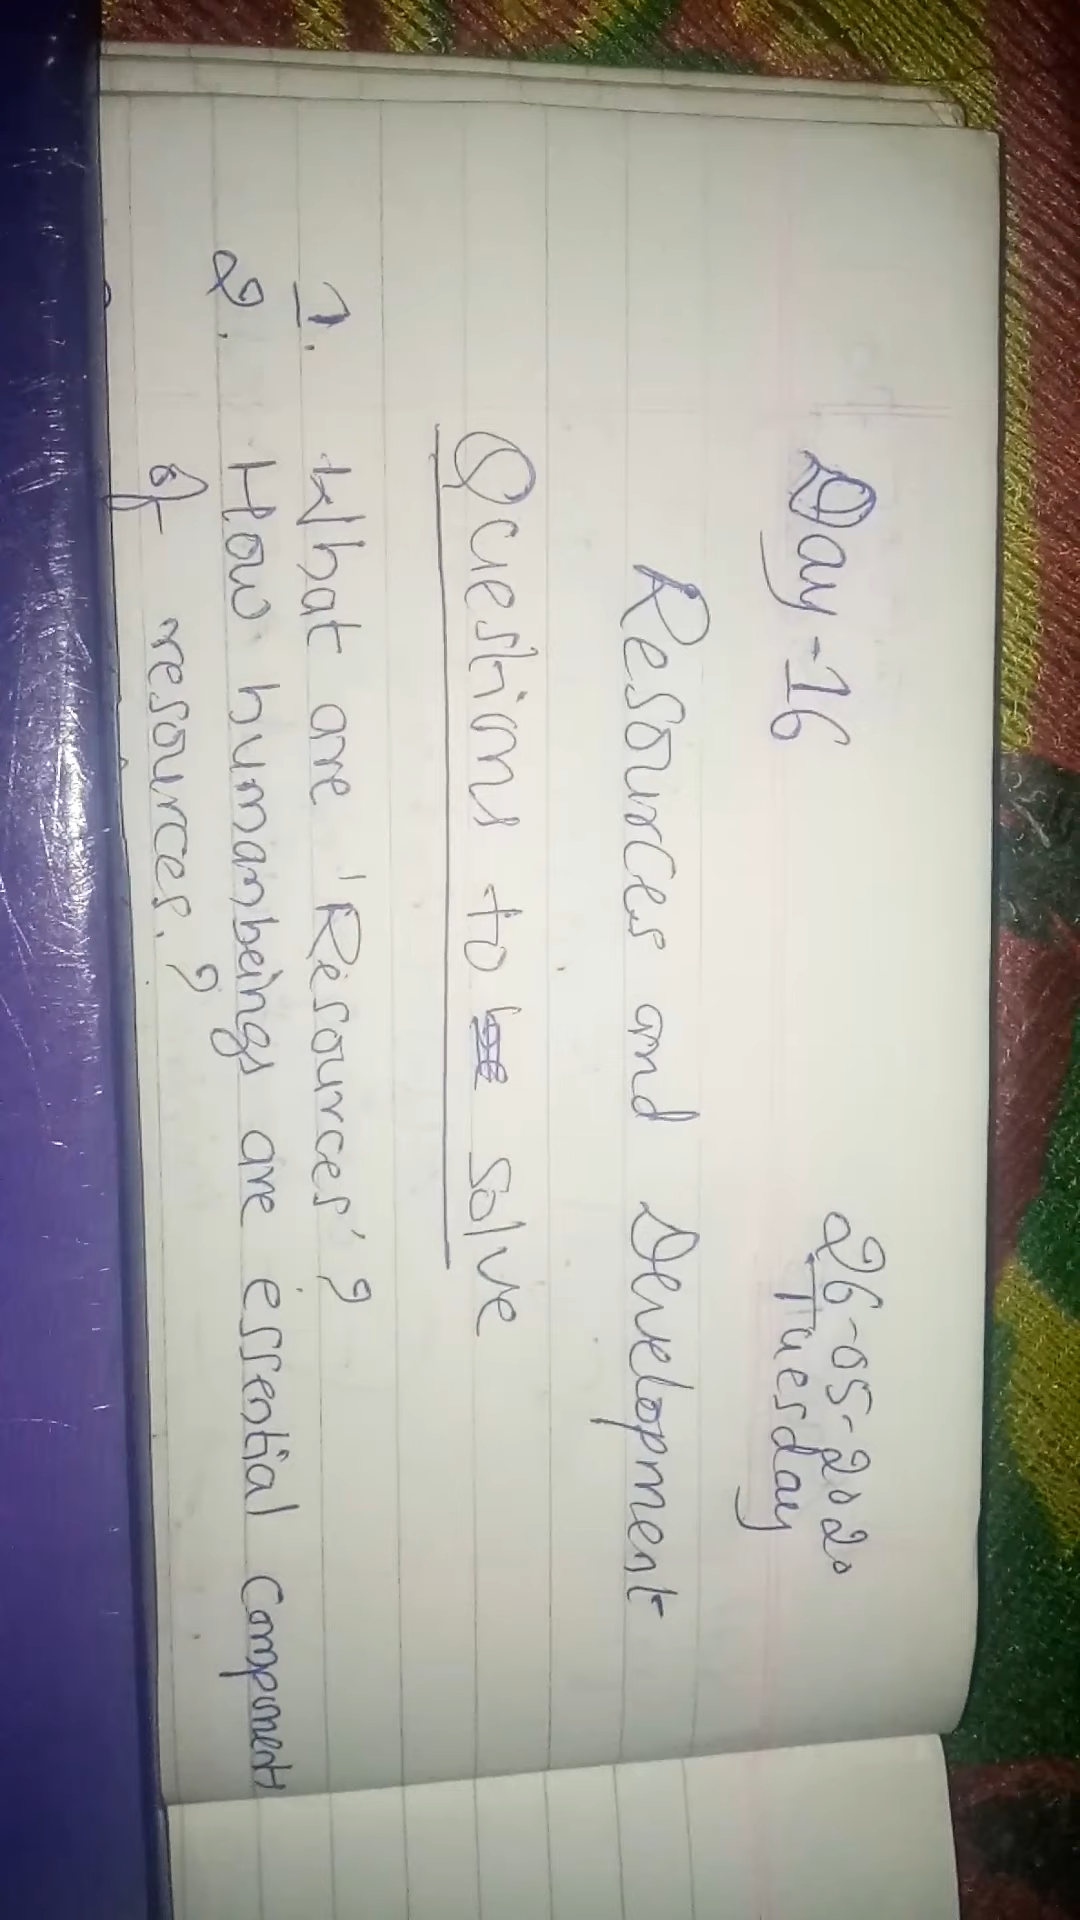 Day-16
26-05-2020
Tuesday
Resources and Development
Questions to solve
1. What are 'Resources'?
2. How humanbeings are essential Component
of resources.?